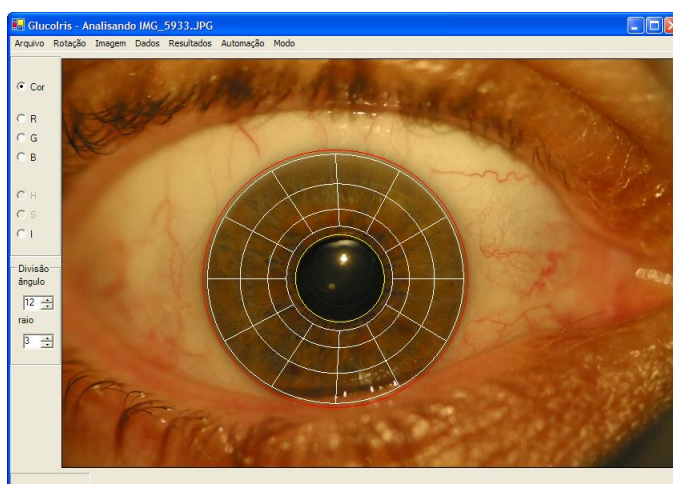 GlucoIris - Analisando IMG_5933.JPG
Arquivo Rotação Imagem Dados Resultados Automação Modo
Cor
R
G
B
H
S
I
Divisão
ângulo
12
raio
3